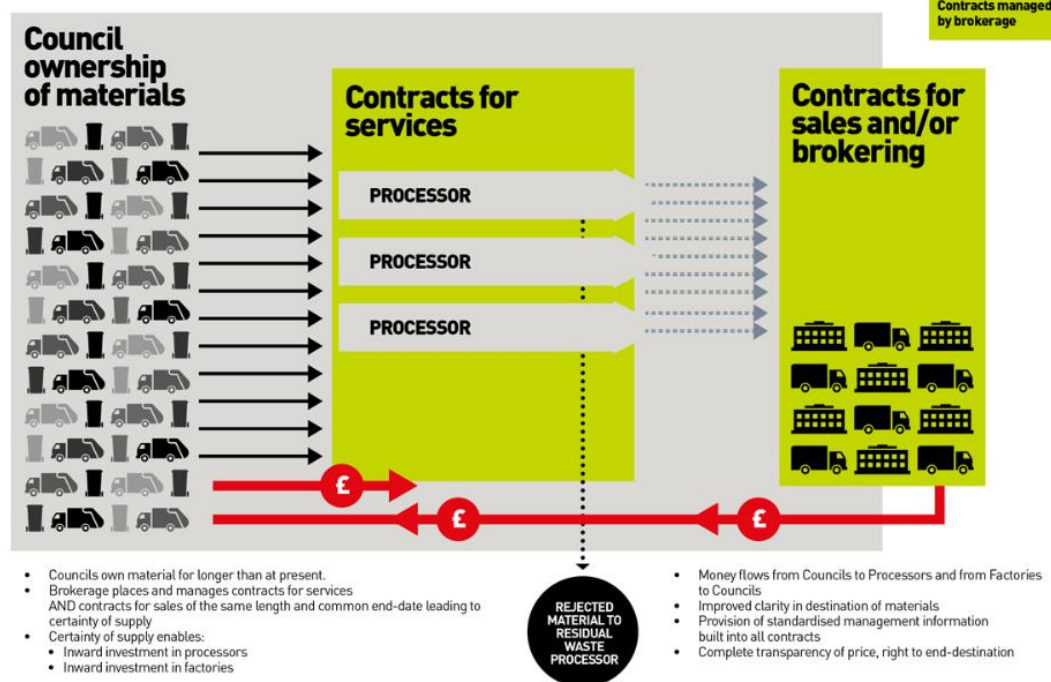 Contracts managed
by brokerage
Council
ownership
of materials
Contracts for
services
Contracts for
sales and/or
brokering
PROCESSOR
PROCESSOR
PROCESSOR
£
£
£
• Councils own material for longer than at present.
• Brokerage places and manages contracts for services
AND contracts for sales of the same length and common end-date leading to
certainty of supply
• Certainty of supply enables:
• Inward investment in processors
• Inward investment in factories
REJECTED
MATERIAL TO
RESIDUAL
WASTE
PROCESSOR
• Money flows from Councils to Processors and from Factories
to Councils
• Improved clarity in destination of materials
• Provision of standardised management information
built into all contracts
• Complete transparency of price, right to end-destination